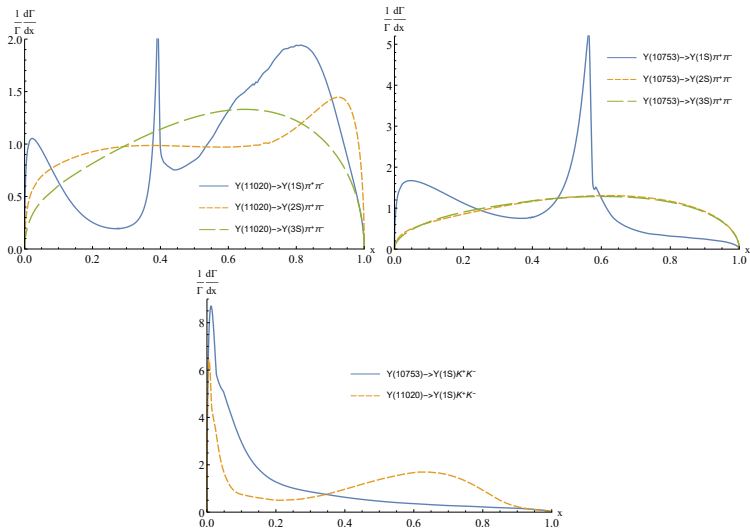 1 dΓ
Γ dx
2.0
1.5
1.0
0.5
0.0
0.0 0.2 0.4 0.6 0.8 1.0
x
Υ(11020)->Υ(1S)π⁺π⁻
Υ(11020)->Υ(2S)π⁺π⁻
Υ(11020)->Υ(3S)π⁺π⁻
1 dΓ
Γ dx
5
4
3
2
1
0
0.0 0.2 0.4 0.6 0.8 1.0
x
Υ(10753)->Υ(1S)π⁺π⁻
Υ(10753)->Υ(2S)π⁺π⁻
Υ(10753)->Υ(3S)π⁺π⁻
1 dΓ
Γ dx
8
6
4
2
0
0.0 0.2 0.4 0.6 0.8 1.0
x
Υ(10753)->Υ(1S)K⁺K⁻
Υ(11020)->Υ(1S)K⁺K⁻